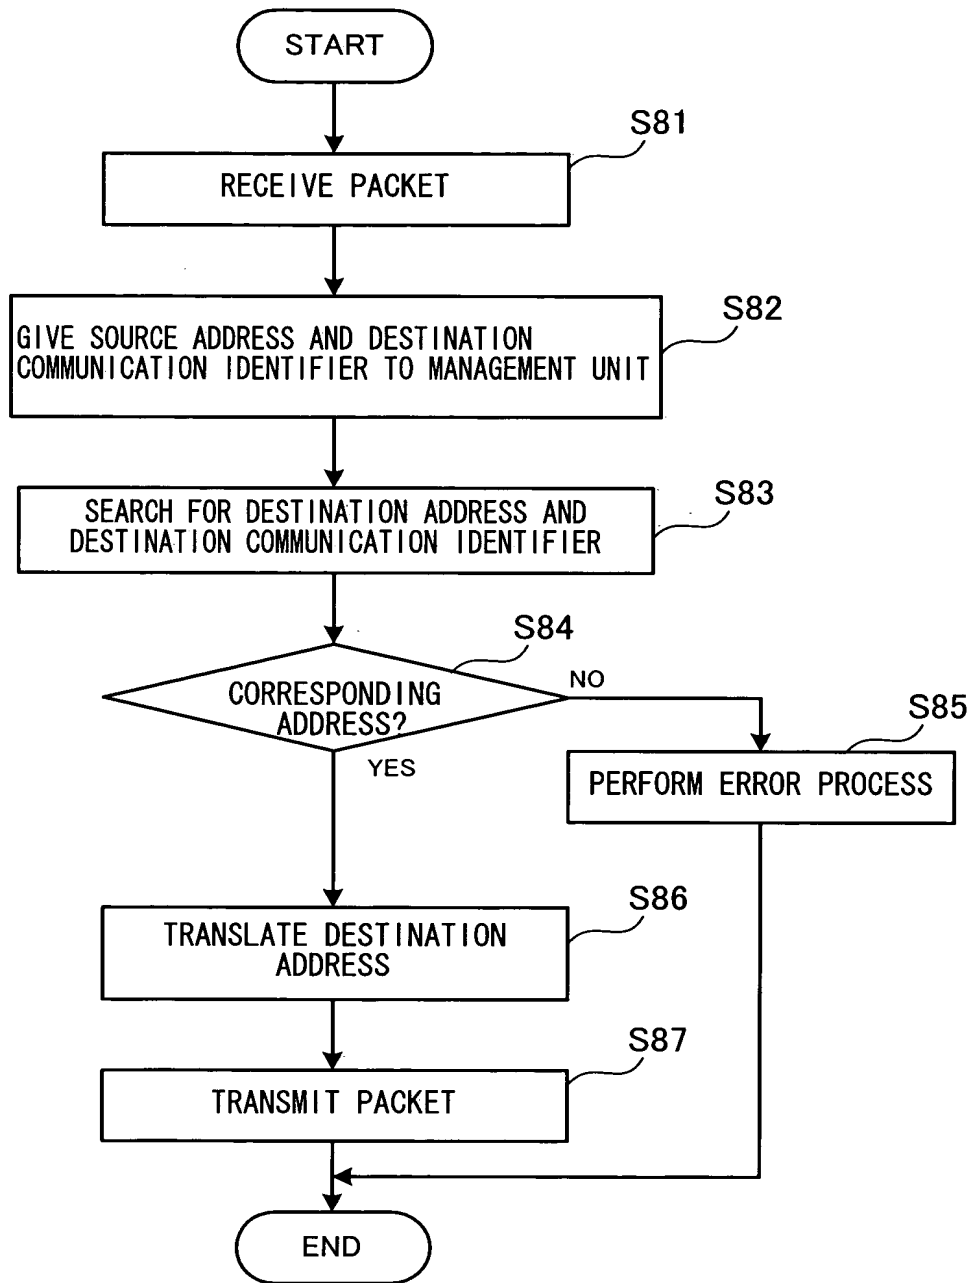 START
S81
RECEIVE PACKET
S82
GIVE SOURCE ADDRESS AND DESTINATION
COMMUNICATION IDENTIFIER TO MANAGEMENT UNIT
S83
SEARCH FOR DESTINATION ADDRESS AND
DESTINATION COMMUNICATION IDENTIFIER
S84
CORRESPONDING
ADDRESS?
NO
YES
S85
PERFORM ERROR PROCESS
S86
TRANSLATE DESTINATION
ADDRESS
S87
TRANSMIT PACKET
END